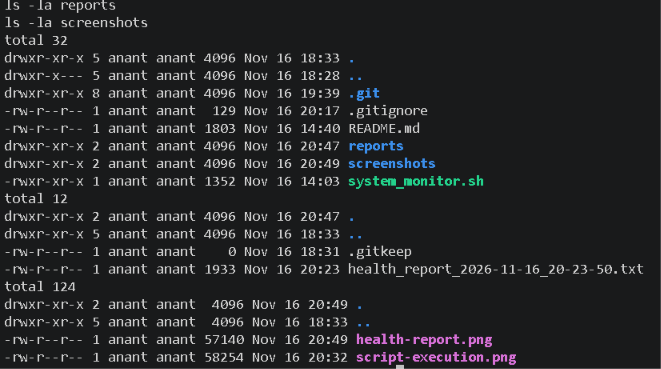 ls -la reports
ls -la screenshots
total 32
drwxr-xr-x 5 anant anant 4096 Nov 16 18:33 .
drwxr-x--- 5 anant anant 4096 Nov 16 18:28 ..
drwxr-xr-x 8 anant anant 4096 Nov 16 19:39 .git
-rw-r--r-- 1 anant anant  129 Nov 16 20:17 .gitignore
-rw-r--r-- 1 anant anant 1803 Nov 16 14:40 README.md
drwxr-xr-x 2 anant anant 4096 Nov 16 20:47 reports
drwxr-xr-x 2 anant anant 4096 Nov 16 20:49 screenshots
-rwxr-xr-x 1 anant anant 1352 Nov 16 14:03 system_monitor.sh
total 12
drwxr-xr-x 2 anant anant 4096 Nov 16 20:47 .
drwxr-xr-x 5 anant anant 4096 Nov 16 18:33 ..
-rw-r--r-- 1 anant anant    0 Nov 16 18:31 .gitkeep
-rw-r--r-- 1 anant anant 1933 Nov 16 20:23 health_report_2026-11-16_20-23-50.txt
total 124
drwxr-xr-x 2 anant anant  4096 Nov 16 20:49 .
drwxr-xr-x 5 anant anant  4096 Nov 16 18:33 ..
-rw-r--r-- 1 anant anant 57140 Nov 16 20:49 health-report.png
-rw-r--r-- 1 anant anant 58254 Nov 16 20:32 script-execution.png